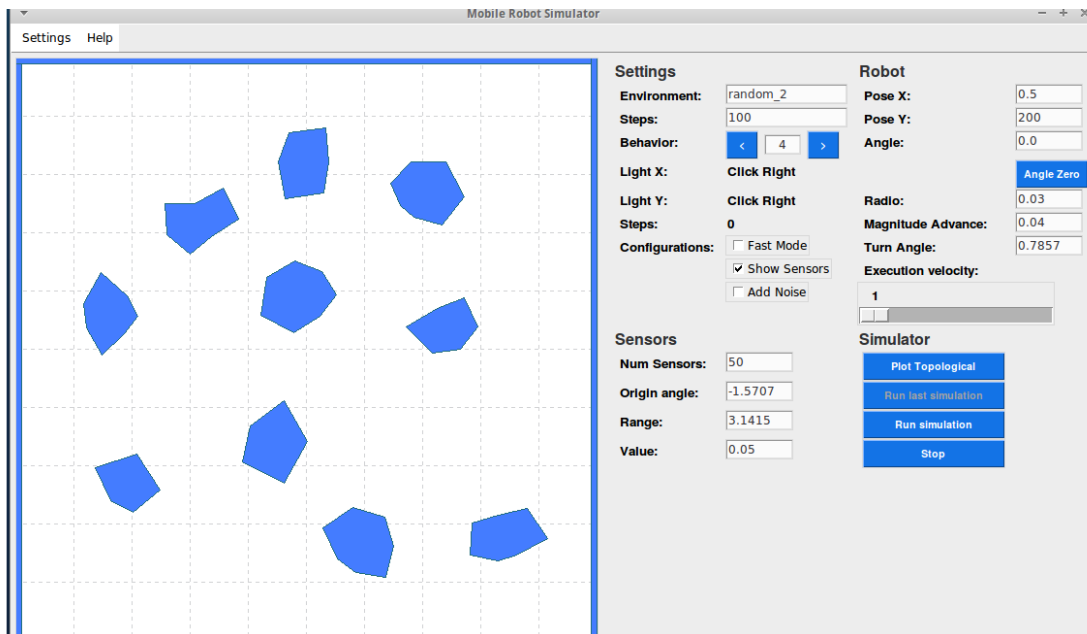 Mobile Robot Simulator
Settings Help
Settings
Environment: random_2
Steps: 100
Behavior: < 4 >
Light X: Click Right
Light Y: Click Right
Steps: 0
Configurations: Fast Mode
Show Sensors
Add Noise
Robot
Pose X: 0.5
Pose Y: 200
Angle: 0.0
Angle Zero
Radio: 0.03
Magnitude Advance: 0.04
Turn Angle: 0.7857
Execution velocity:
1
Sensors
Num Sensors: 50
Origin angle: -1.5707
Range: 3.1415
Value: 0.05
Simulator
Plot Topological
Run last simulation
Run simulation
Stop